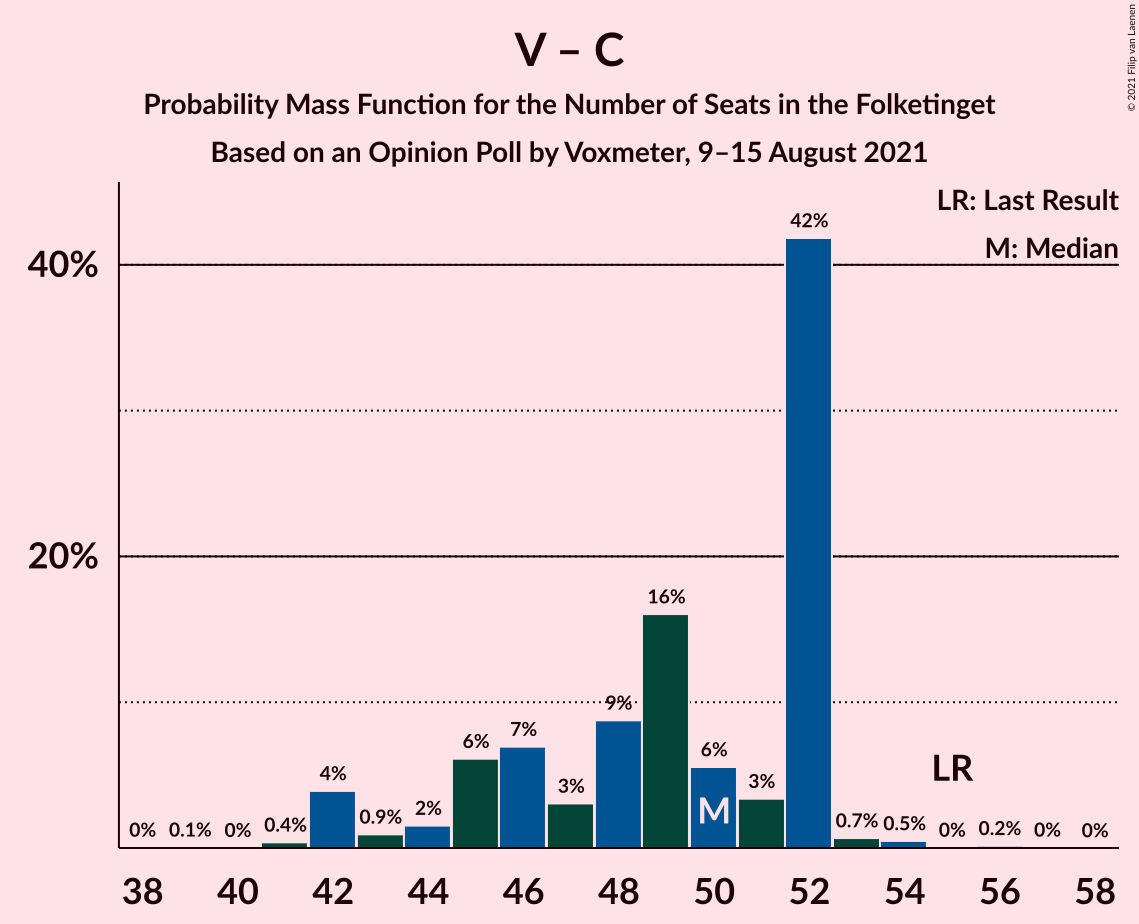 V – C
Probability Mass Function for the Number of Seats in the Folketinget
Based on an Opinion Poll by Voxmeter, 9–15 August 2021
© 2021 Filip van Laenen
LR: Last Result
M: Median
40%
20%
0%
0.1%
0%
0.4%
4%
0.9%
2%
6%
7%
3%
9%
16%
6%
3%
42%
0.7%
0.5%
0%
0.2%
0%
0%
M
LR
38 40 42 44 46 48 50 52 54 56 58